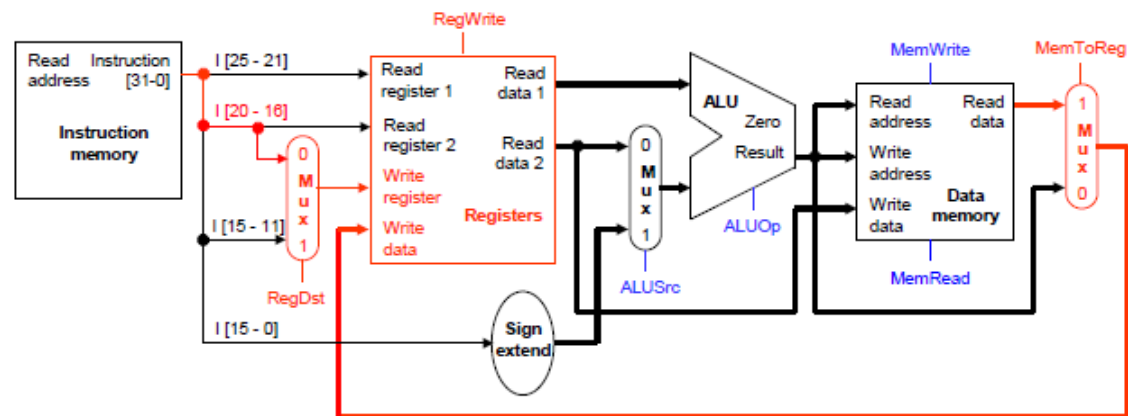 RegWrite
MemWrite
MemToReg
Read Instruction
address [31-0]
Instruction
memory
I [25 - 21]
I [20 - 16]
I [15 - 11]
I [15 - 0]
0
M
u
x
1
RegDst
Read
register 1
Read
data 1
Read
register 2
Read
data 2
Write
register
Registers
Write
data
Sign
extend
0
M
u
x
1
ALUSrc
ALU
Zero
Result
ALUOp
Read
address
Read
data
Write
address
Data
memory
Write
data
MemRead
1
M
u
x
0